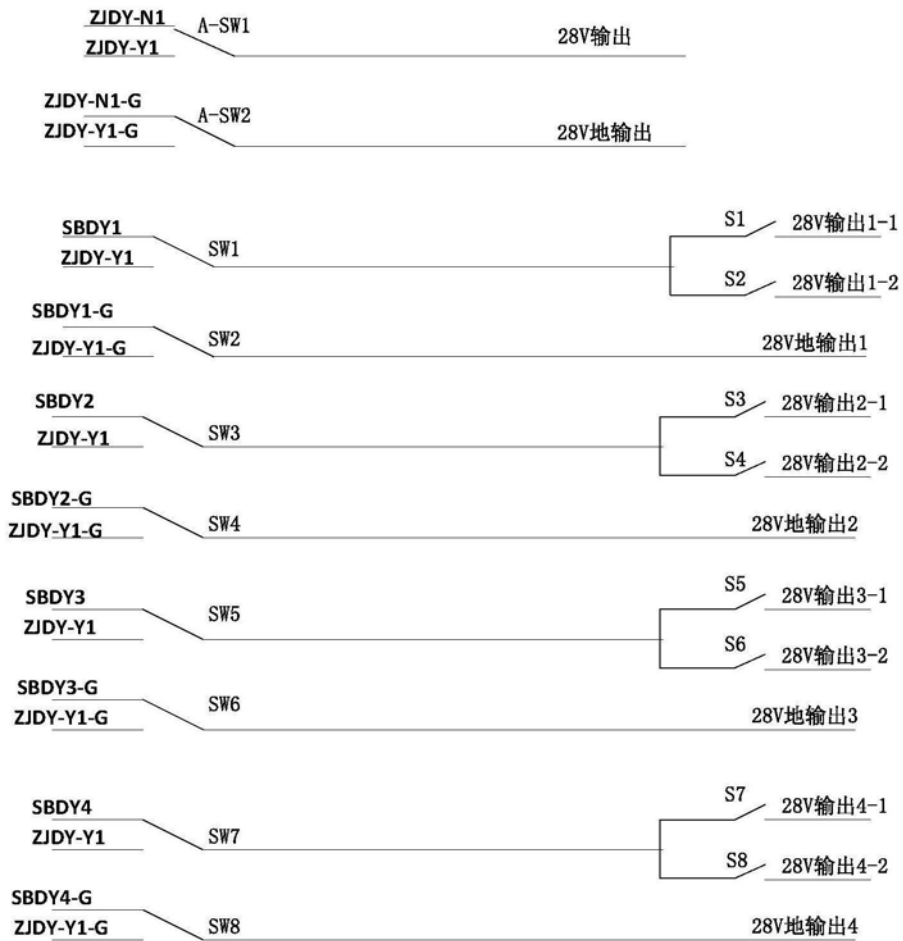 ZJDY-N1 A-SW1
ZJDY-Y1 28V输出
ZJDY-N1-G A-SW2
ZJDY-Y1-G 28V地输出
SBDY1 SW1 S1 28V输出1-1
ZJDY-Y1 S2 28V输出1-2
SBDY1-G SW2
ZJDY-Y1-G 28V地输出1
SBDY2 SW3 S3 28V输出2-1
ZJDY-Y1 S4 28V输出2-2
SBDY2-G SW4
ZJDY-Y1-G 28V地输出2
SBDY3 SW5 S5 28V输出3-1
ZJDY-Y1 S6 28V输出3-2
SBDY3-G SW6
ZJDY-Y1-G 28V地输出3
SBDY4 SW7 S7 28V输出4-1
ZJDY-Y1 S8 28V输出4-2
SBDY4-G SW8
ZJDY-Y1-G 28V地输出4